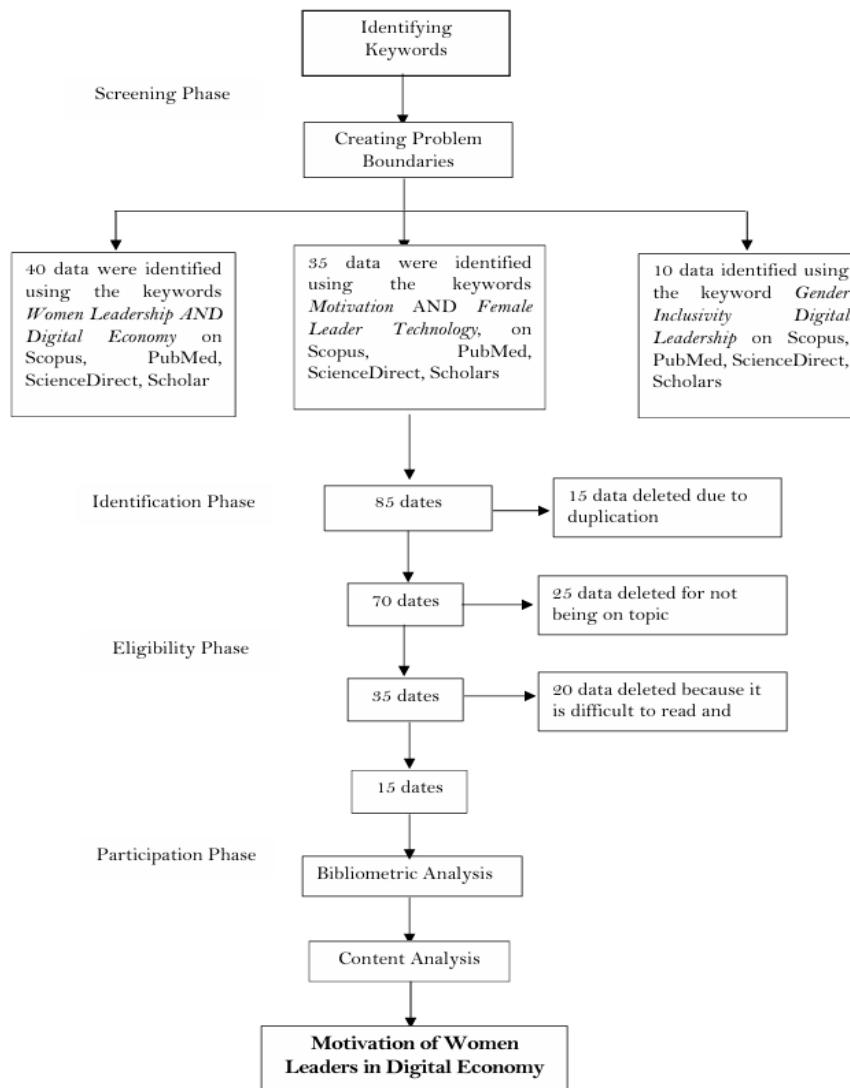 Identifying
Keywords
Screening Phase
Creating Problem
Boundaries
40 data were identified
using the keywords
Women Leadership AND
Digital Economy on
Scopus, PubMed,
ScienceDirect, Scholar
35 data were identified
using the keywords
Motivation AND Female
Leader Technology, on
Scopus, PubMed,
ScienceDirect, Scholars
10 data identified using
the keyword Gender
Inclusivity Digital
Leadership on Scopus,
PubMed, ScienceDirect,
Scholars
Identification Phase
85 dates
15 data deleted due to
duplication
70 dates
25 data deleted for not
being on topic
Eligibility Phase
35 dates
20 data deleted because it
is difficult to read and
15 dates
Participation Phase
Bibliometric Analysis
Content Analysis
Motivation of Women
Leaders in Digital Economy